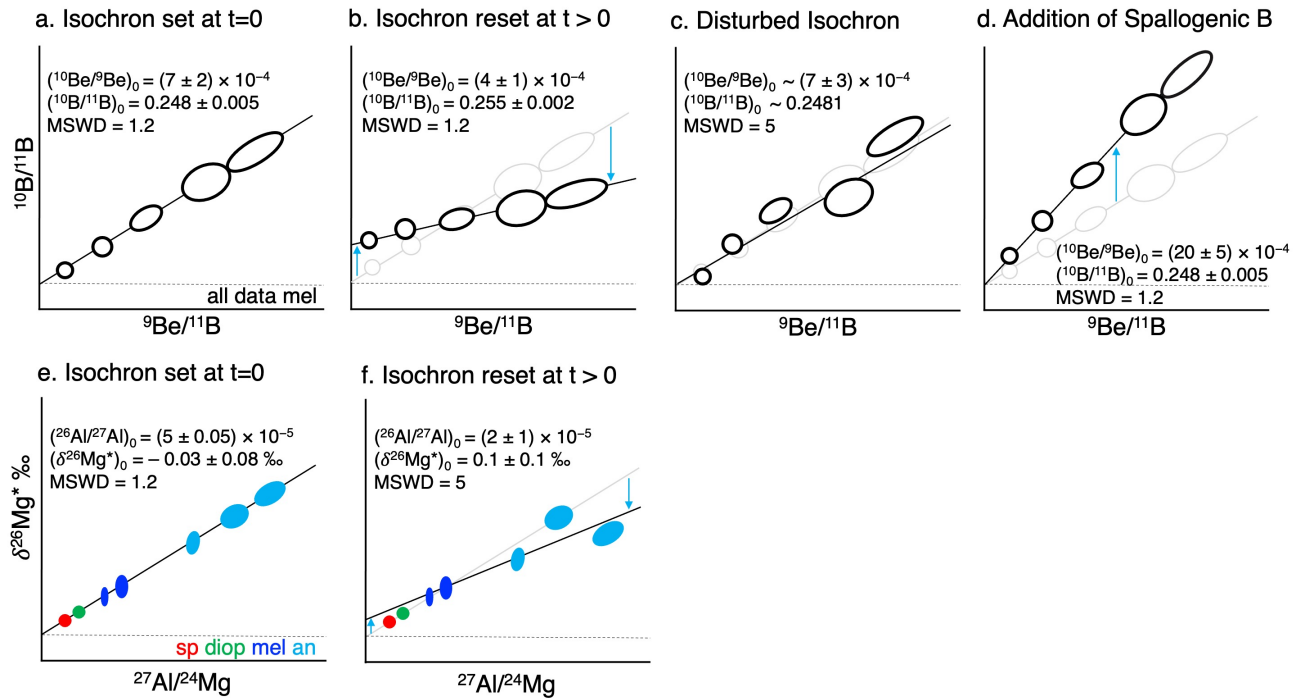 a. Isochron set at t=0
(¹⁰Be/⁹Be)₀ = (7 ± 2) × 10⁻⁴
(¹⁰B/¹¹B)₀ = 0.248 ± 0.005
MSWD = 1.2
¹⁰B/¹¹B
all data mel
⁹Be/¹¹B
b. Isochron reset at t > 0
(¹⁰Be/⁹Be)₀ = (4 ± 1) × 10⁻⁴
(¹⁰B/¹¹B)₀ = 0.255 ± 0.002
MSWD = 1.2
⁹Be/¹¹B
c. Disturbed Isochron
(¹⁰Be/⁹Be)₀ ~ (7 ± 3) × 10⁻⁴
(¹⁰B/¹¹B)₀ ~ 0.2481
MSWD = 5
⁹Be/¹¹B
d. Addition of Spallogenic B
(¹⁰Be/⁹Be)₀ = (20 ± 5) × 10⁻⁴
(¹⁰B/¹¹B)₀ = 0.248 ± 0.005
MSWD = 1.2
⁹Be/¹¹B
e. Isochron set at t=0
(²⁶Al/²⁷Al)₀ = (5 ± 0.05) × 10⁻⁵
(δ²⁶Mg*)₀ = − 0.03 ± 0.08 ‰
MSWD = 1.2
δ²⁶Mg* ‰
sp diop mel an
²⁷Al/²⁴Mg
f. Isochron reset at t > 0
(²⁶Al/²⁷Al)₀ = (2 ± 1) × 10⁻⁵
(δ²⁶Mg*)₀ = 0.1 ± 0.1 ‰
MSWD = 5
²⁷Al/²⁴Mg